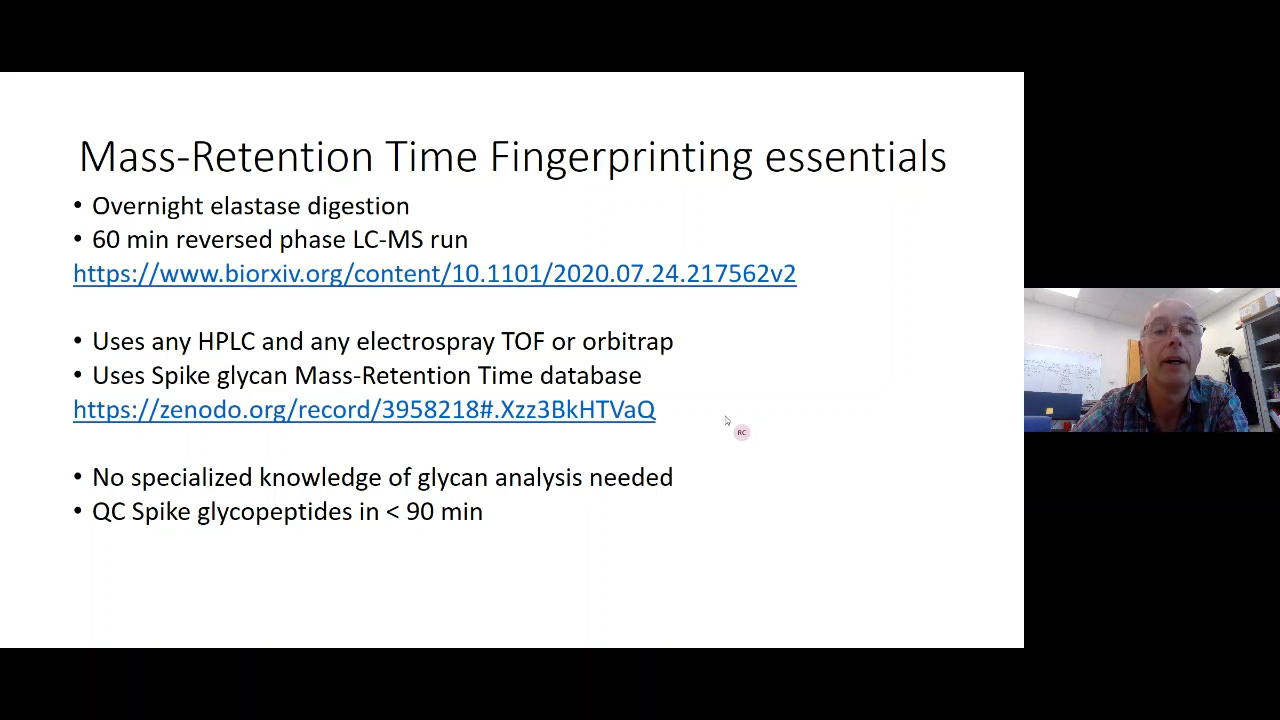 Mass-Retention Time Fingerprinting essentials
• Overnight elastase digestion
• 60 min reversed phase LC-MS run
https://www.biorxiv.org/content/10.1101/2020.07.24.217562v2
• Uses any HPLC and any electrospray TOF or orbitrap
• Uses Spike glycan Mass-Retention Time database
https://zenodo.org/record/3958218#.Xzz3BkHTVaQ
RC
• No specialized knowledge of glycan analysis needed
• QC Spike glycopeptides in < 90 min